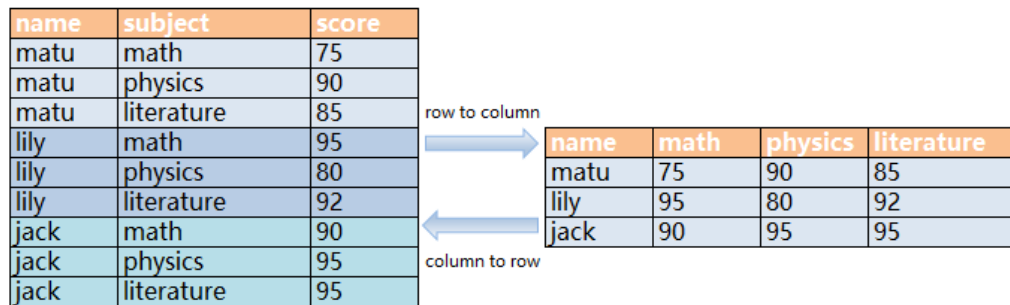 name subject score
matu math 75
matu physics 90
matu literature 85
lily math 95
lily physics 80
lily literature 92
jack math 90
jack physics 95
jack literature 95
row to column
column to row
name math physics literature
matu 75 90 85
lily 95 80 92
jack 90 95 95